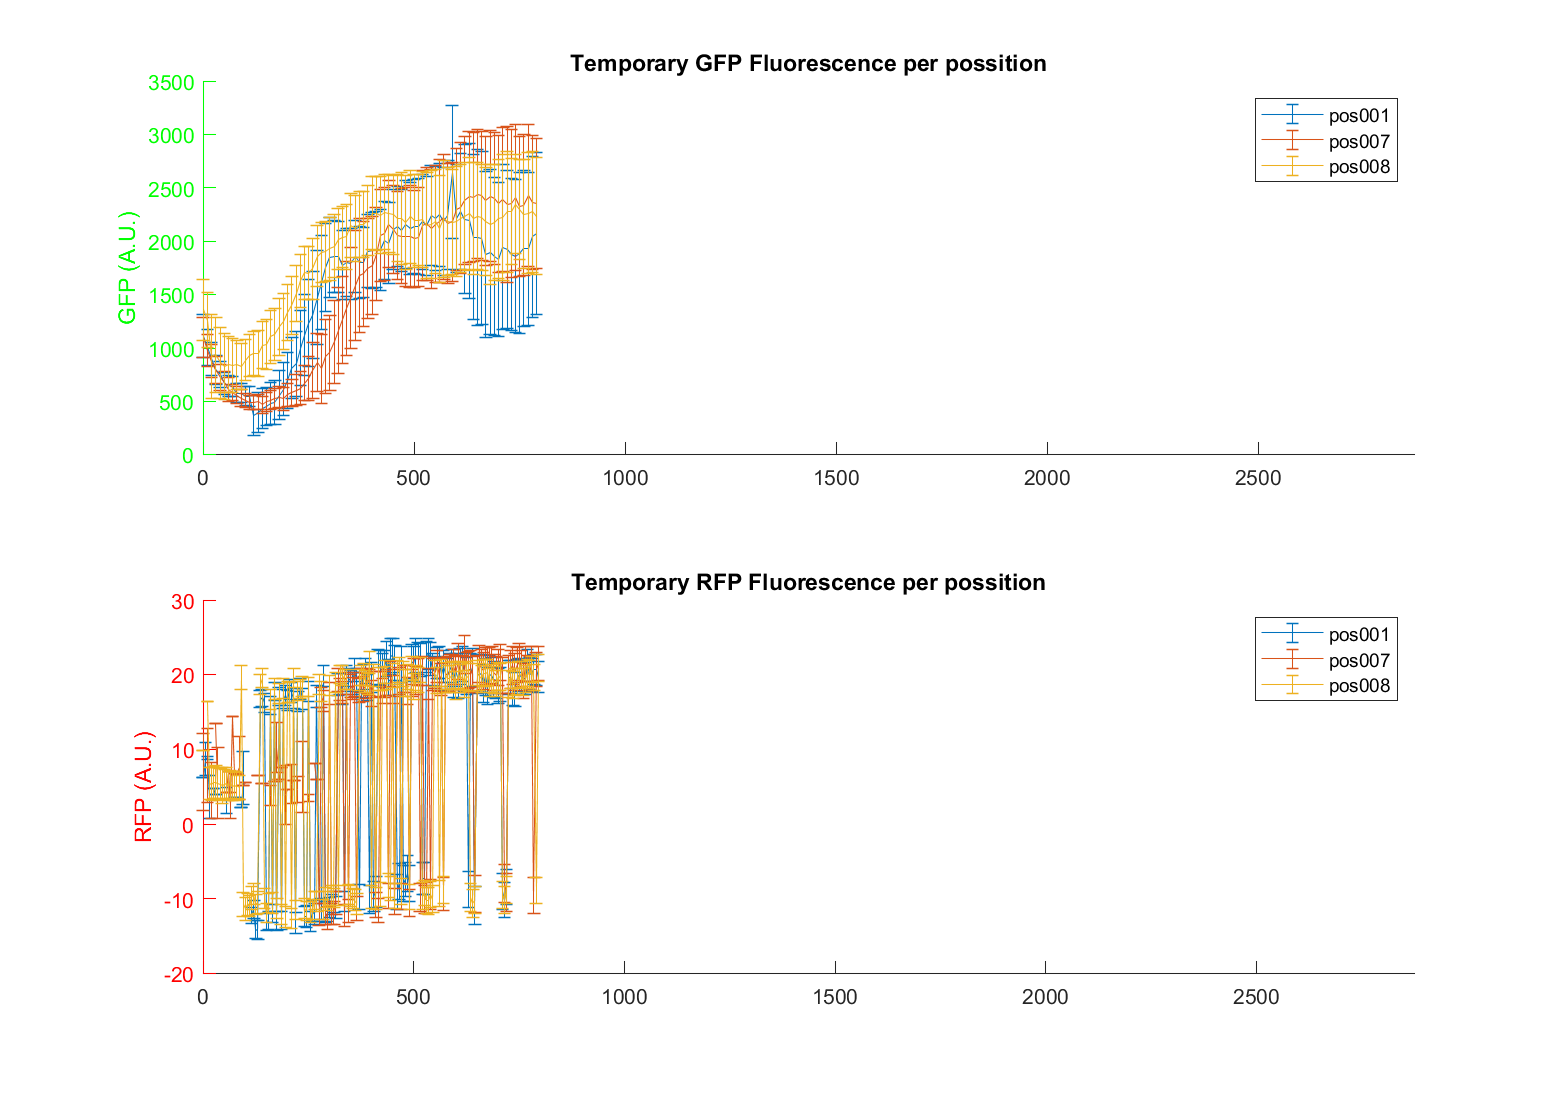 Temporary GFP Fluorescence per possition
3500
3000
2500
2000
1500
1000
500
0
GFP (A.U.)
0 500 1000 1500 2000 2500
pos001
pos007
pos008
Temporary RFP Fluorescence per possition
30
20
10
0
-10
-20
RFP (A.U.)
0 500 1000 1500 2000 2500
pos001
pos007
pos008